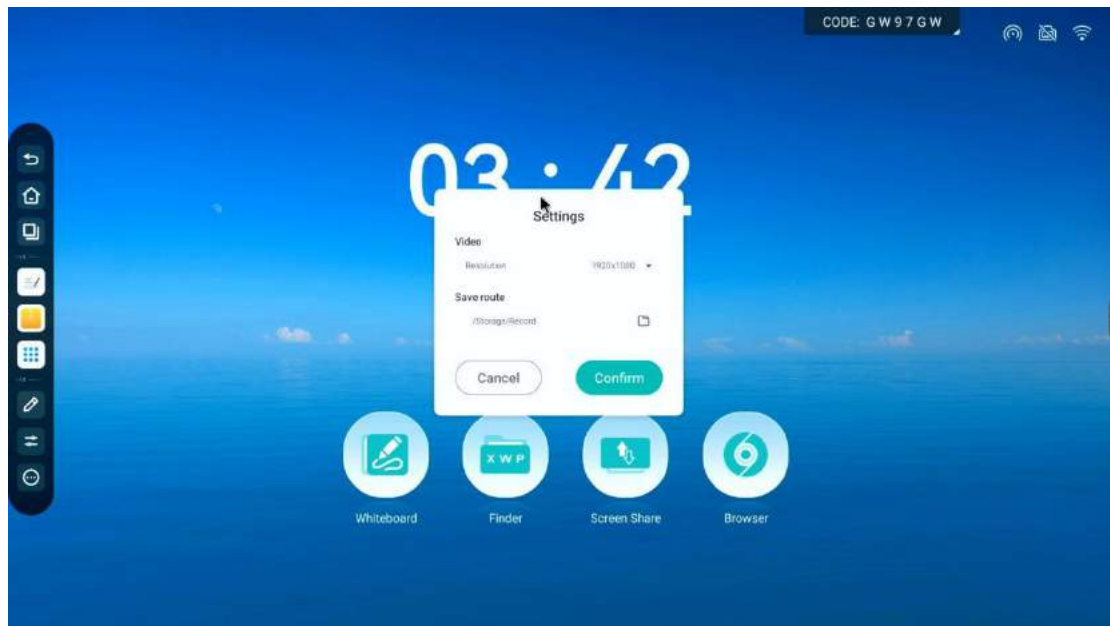 CODE: GW97GW
03:42
Settings
Video
Resolution 1920x1080
Save route
/Storage/Record
Cancel Confirm
X W P
Whiteboard Finder Screen Share Browser